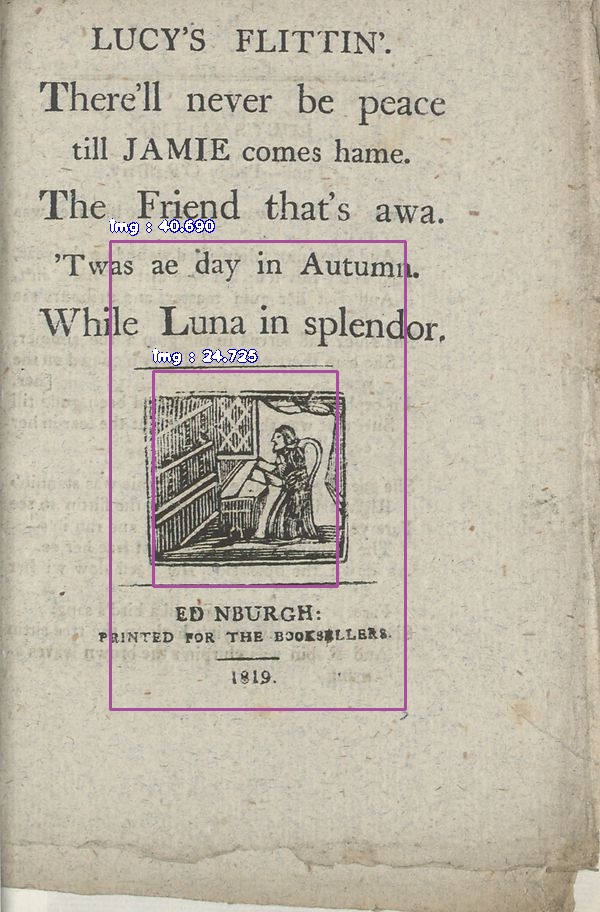 LUCY'S FLITTIN'.
There'll never be peace
till JAMIE comes hame.
The Friend that's awa.
img : 40.690
'Twas ae day in Autumn.
While Luna in splendor.
img : 24.725
ED NBURGH:
PRINTED FOR THE BOOKSELLERS.
1819.